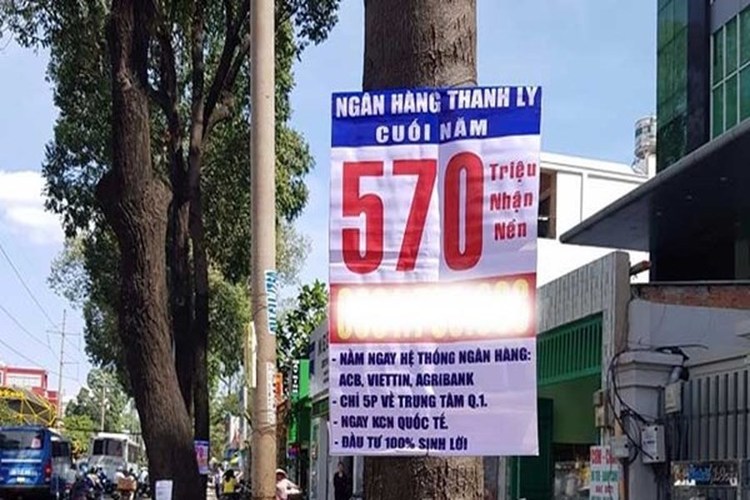 NGÂN HÀNG THANH LÝ
CUỐI NĂM
570
Triệu
Nhận
Nền
- NẰM NGAY HỆ THỐNG NGÂN HÀNG:
ACB, VIETTIN, AGRIBANK
- CHỈ 5P VỀ TRUNG TÂM Q.1.
- NGAY KCN QUỐC TẾ.
- ĐẦU TƯ 100% SINH LỜI